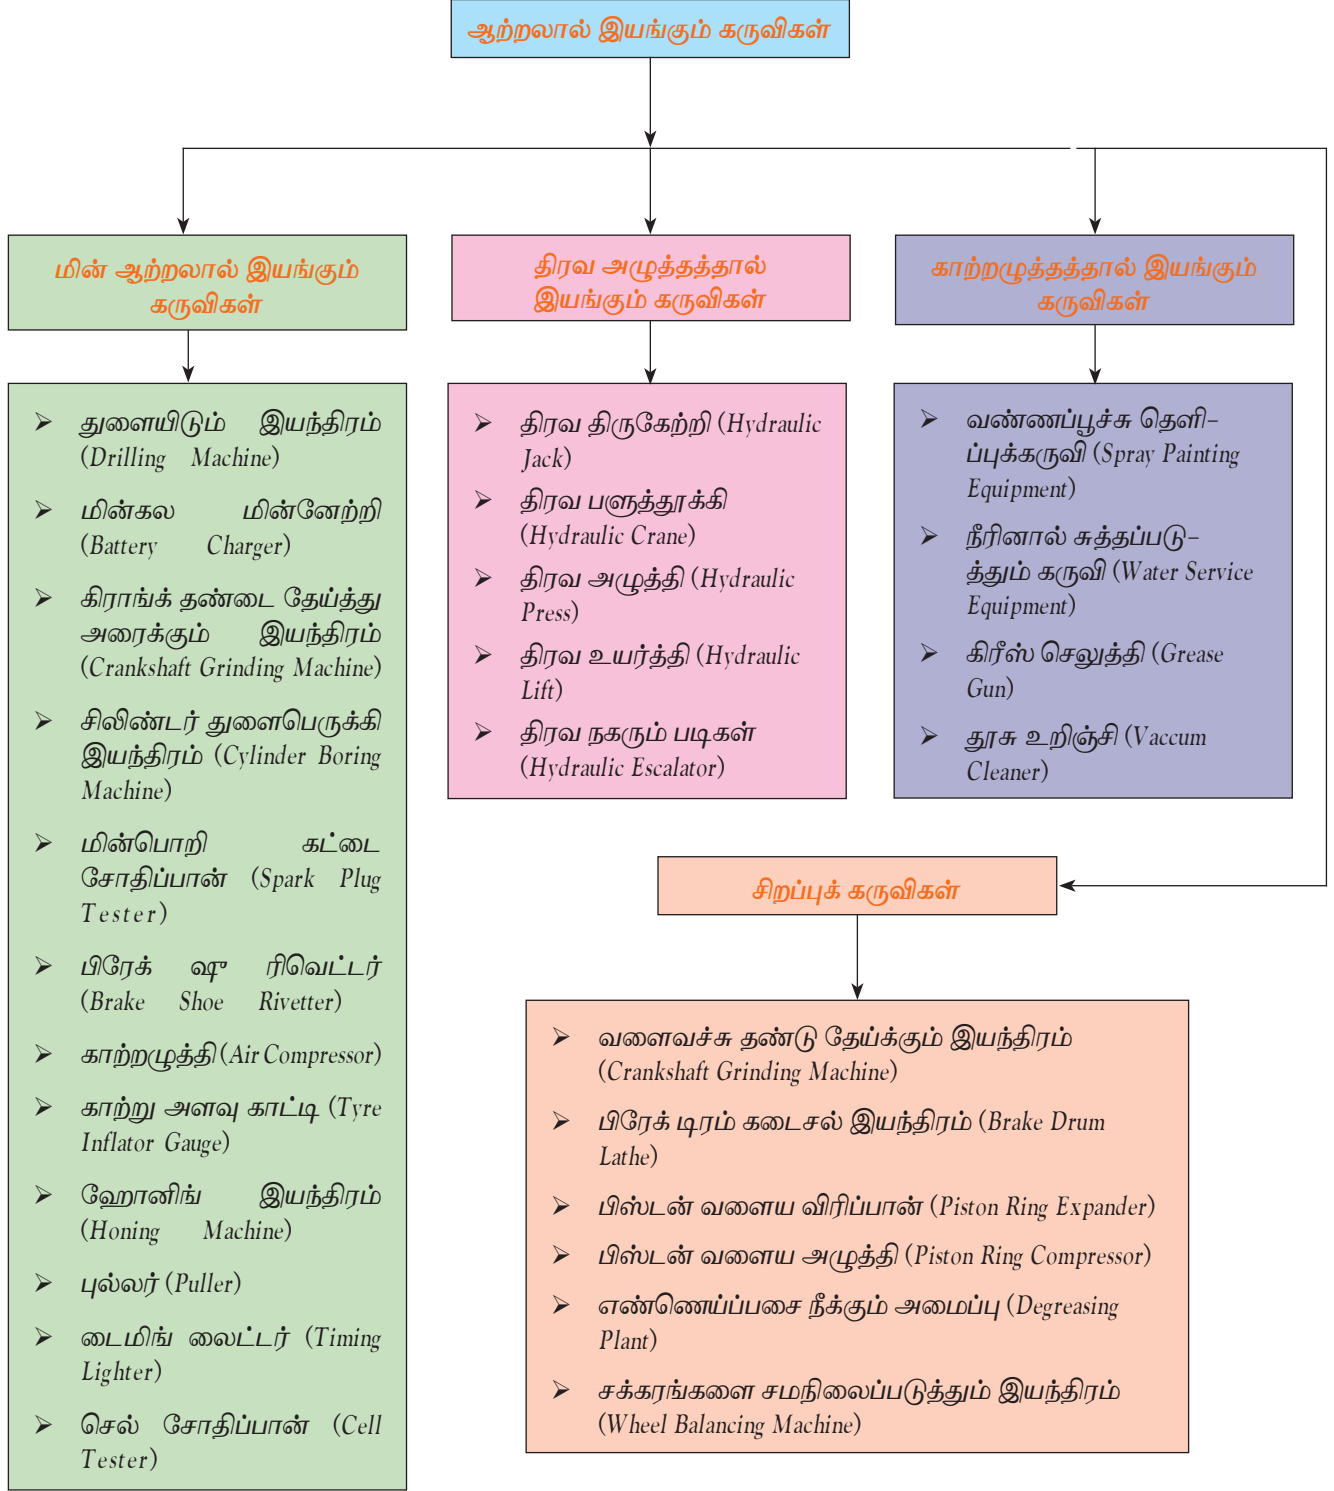 ஆற்றலால் இயங்கும் கருவிகள்
மின் ஆற்றலால் இயங்கும்
கருவிகள்
திரவ அழுத்தத்தால்
இயங்கும் கருவிகள்
காற்றழுத்தத்தால் இயங்கும்
கருவிகள்
➢ துளையிடும் இயந்திரம்
(Drilling Machine)
➢ மின்கல மின்னேற்றி
(Battery Charger)
➢ கிராங்க் தண்டை தேய்த்து
அரைக்கும் இயந்திரம்
(Crankshaft Grinding Machine)
➢ சிலிண்டர் துளைபெருக்கி
இயந்திரம் (Cylinder Boring
Machine)
➢ மின்பொறி கட்டை
சோதிப்பான் (Spark Plug
Tester)
➢ பிரேக் ஷு ரிவெட்டர்
(Brake Shoe Rivetter)
➢ காற்றழுத்தி (Air Compressor)
➢ காற்று அளவு காட்டி (Tyre
Inflator Gauge)
➢ ஹோனிங் இயந்திரம்
(Honing Machine)
➢ புல்லர் (Puller)
➢ டைமிங் லைட்டர் (Timing
Lighter)
➢ செல் சோதிப்பான் (Cell
Tester)
➢ திரவ திருகேற்றி (Hydraulic
Jack)
➢ திரவ பளுத்தூக்கி
(Hydraulic Crane)
➢ திரவ அழுத்தி (Hydraulic
Press)
➢ திரவ உயர்த்தி (Hydraulic
Lift)
➢ திரவ நகரும் படிகள்
(Hydraulic Escalator)
➢ வண்ணப்பூச்சு தெளி-
ப்புக்கருவி (Spray Painting
Equipment)
➢ நீரினால் சுத்தப்படு-
த்தும் கருவி (Water Service
Equipment)
➢ கிரீஸ் செலுத்தி (Grease
Gun)
➢ தூசு உறிஞ்சி (Vaccum
Cleaner)
சிறப்புக் கருவிகள்
➢ வளைவச்சு தண்டு தேய்க்கும் இயந்திரம்
(Crankshaft Grinding Machine)
➢ பிரேக் டிரம் கடைசல் இயந்திரம் (Brake Drum
Lathe)
➢ பிஸ்டன் வளைய விரிப்பான் (Piston Ring Expander)
➢ பிஸ்டன் வளைய அழுத்தி (Piston Ring Compressor)
➢ எண்ணெய்ப்பசை நீக்கும் அமைப்பு (Degreasing
Plant)
➢ சக்கரங்களை சமநிலைப்படுத்தும் இயந்திரம்
(Wheel Balancing Machine)